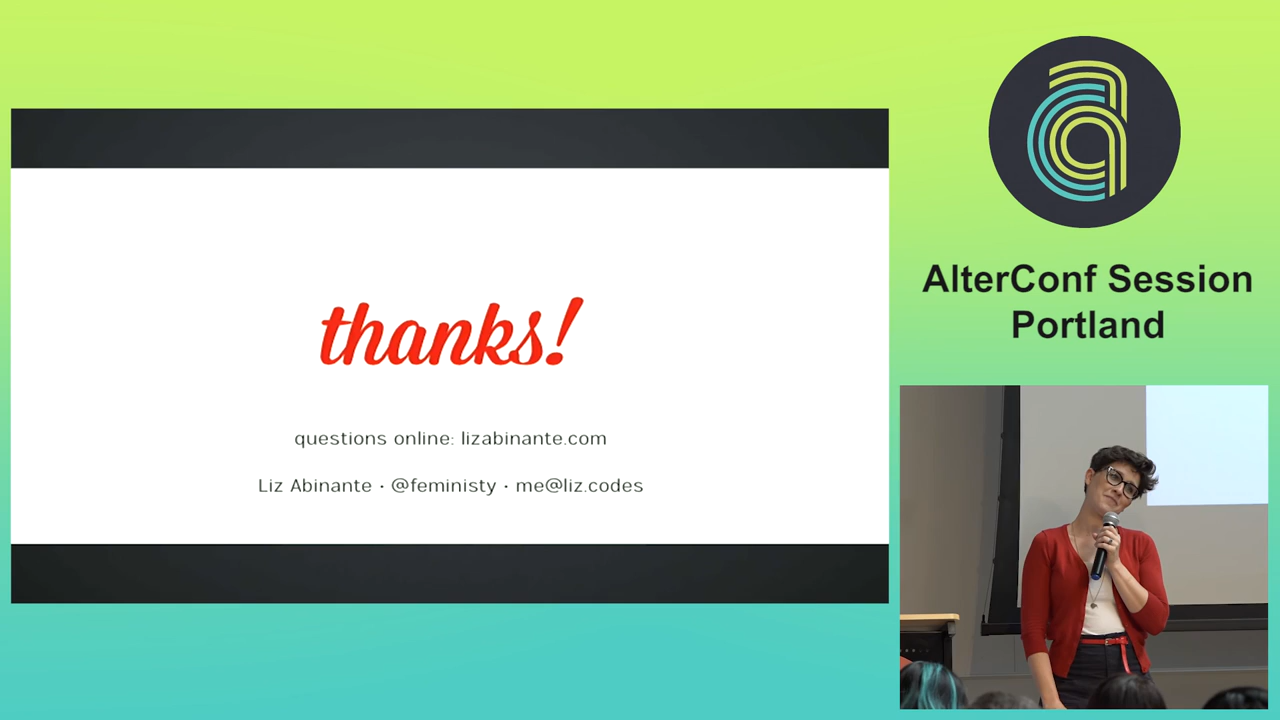 thanks!
questions online: lizabinante.com
Liz Abinante • @feministy • me@liz.codes
AlterConf Session
Portland